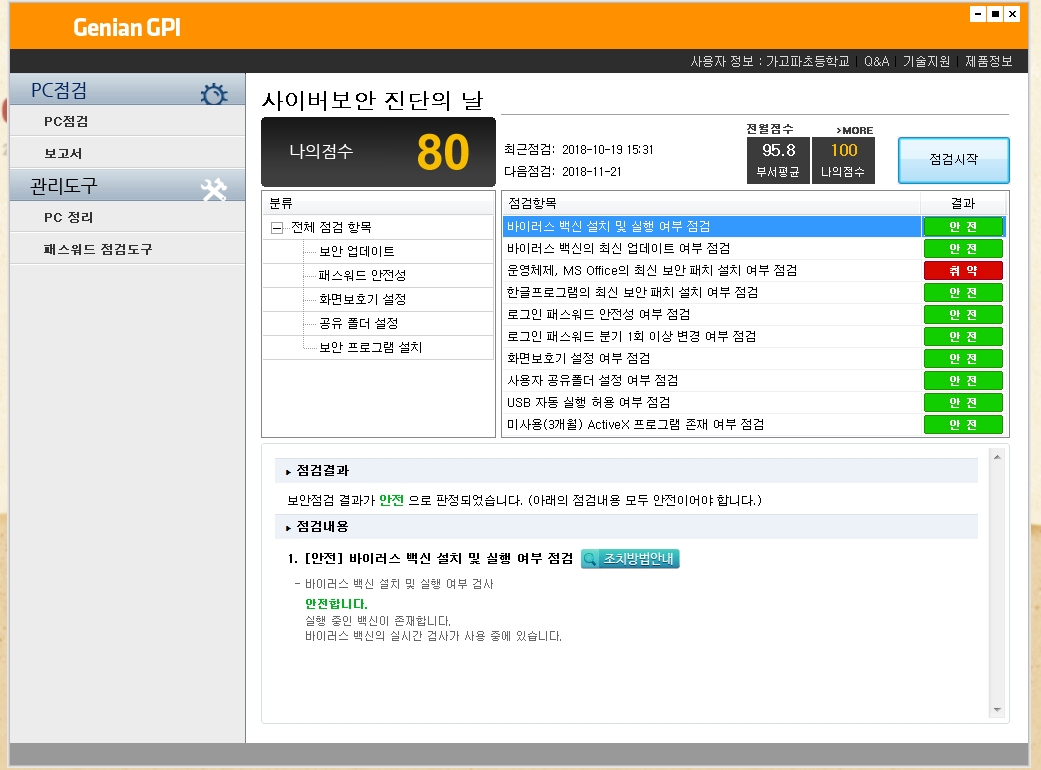 Genian GPI
사용자 정보 : 가고파초등학교 | Q&A | 기술지원 | 제품정보
PC점검
PC점검
보고서
관리도구
PC 정리
패스워드 점검도구
사이버보안 진단의 날
나의점수 80
최근점검: 2018-10-19 15:31
다음점검: 2018-11-21
전월점수 >MORE
95.8 100
부서평균 나의점수
점검시작
분류
전체 점검 항목
보안 업데이트
패스워드 안전성
화면보호기 설정
공유 폴더 설정
보안 프로그램 설치
점검항목 결과
바이러스 백신 설치 및 실행 여부 점검 안 전
바이러스 백신의 최신 업데이트 여부 점검 안 전
운영체제, MS Office의 최신 보안 패치 설치 여부 점검 취 약
한글프로그램의 최신 보안 패치 설치 여부 점검 안 전
로그인 패스워드 안전성 여부 점검 안 전
로그인 패스워드 분기 1회 이상 변경 여부 점검 안 전
화면보호기 설정 여부 점검 안 전
사용자 공유폴더 설정 여부 점검 안 전
USB 자동 실행 허용 여부 점검 안 전
미사용(3개월) ActiveX 프로그램 존재 여부 점검 안 전
▸ 점검결과
보안점검 결과가 안전 으로 판정되었습니다. (아래의 점검내용 모두 안전이어야 합니다.)
▸ 점검내용
1. [안전] 바이러스 백신 설치 및 실행 여부 점검 조치방법안내
- 바이러스 백신 설치 및 실행 여부 검사
안전합니다.
실행 중인 백신이 존재합니다.
바이러스 백신의 실시간 검사가 사용 중에 있습니다.